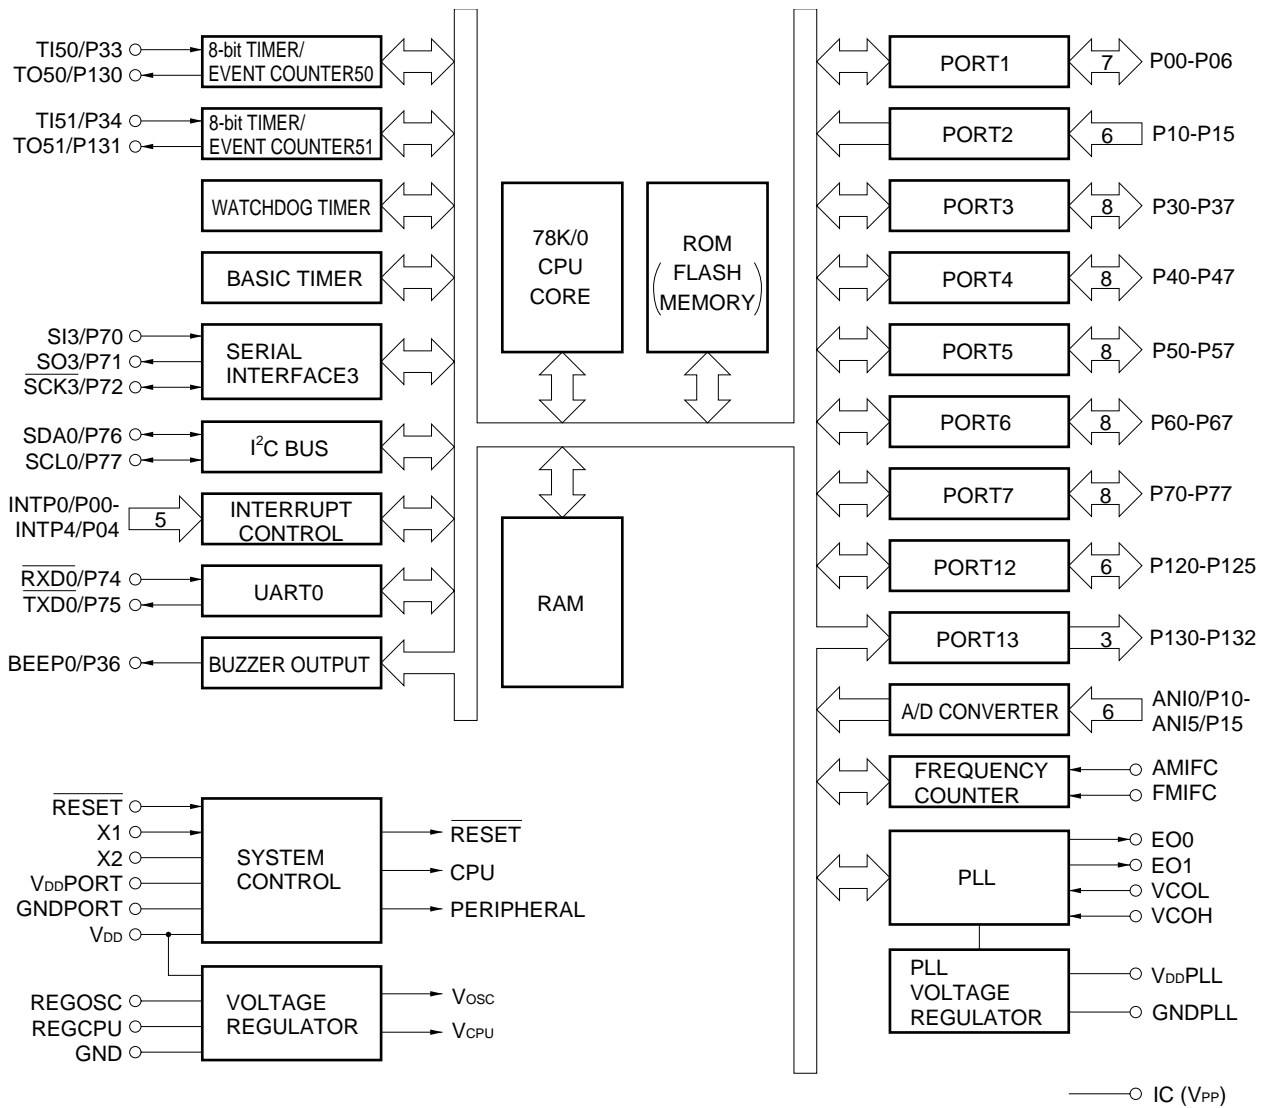 TI50/P33
TO50/P130
8-bit TIMER/
EVENT COUNTER50
TI51/P34
TO51/P131
8-bit TIMER/
EVENT COUNTER51
WATCHDOG TIMER
BASIC TIMER
SI3/P70
SO3/P71
SCK3/P72
SERIAL
INTERFACE3
SDA0/P76
SCL0/P77
I2C BUS
INTP0/P00-
INTP4/P04
5
INTERRUPT
CONTROL
RXD0/P74
TXD0/P75
UART0
BEEP0/P36
BUZZER OUTPUT
78K/0
CPU
CORE
ROM
(FLASH
MEMORY)
RAM
PORT1
7
P00-P06
PORT2
6
P10-P15
PORT3
8
P30-P37
PORT4
8
P40-P47
PORT5
8
P50-P57
PORT6
8
P60-P67
PORT7
8
P70-P77
PORT12
6
P120-P125
PORT13
3
P130-P132
A/D CONVERTER
6
ANI0/P10-
ANI5/P15
FREQUENCY
COUNTER
AMIFC
FMIFC
PLL
EO0
EO1
VCOL
VCOH
PLL
VOLTAGE
REGULATOR
VDDPLL
GNDPLL
RESET
X1
X2
VDDPORT
GNDPORT
VDD
SYSTEM
CONTROL
RESET
CPU
PERIPHERAL
REGOSC
REGCPU
GND
VOLTAGE
REGULATOR
VOSC
VCPU
IC (VPP)